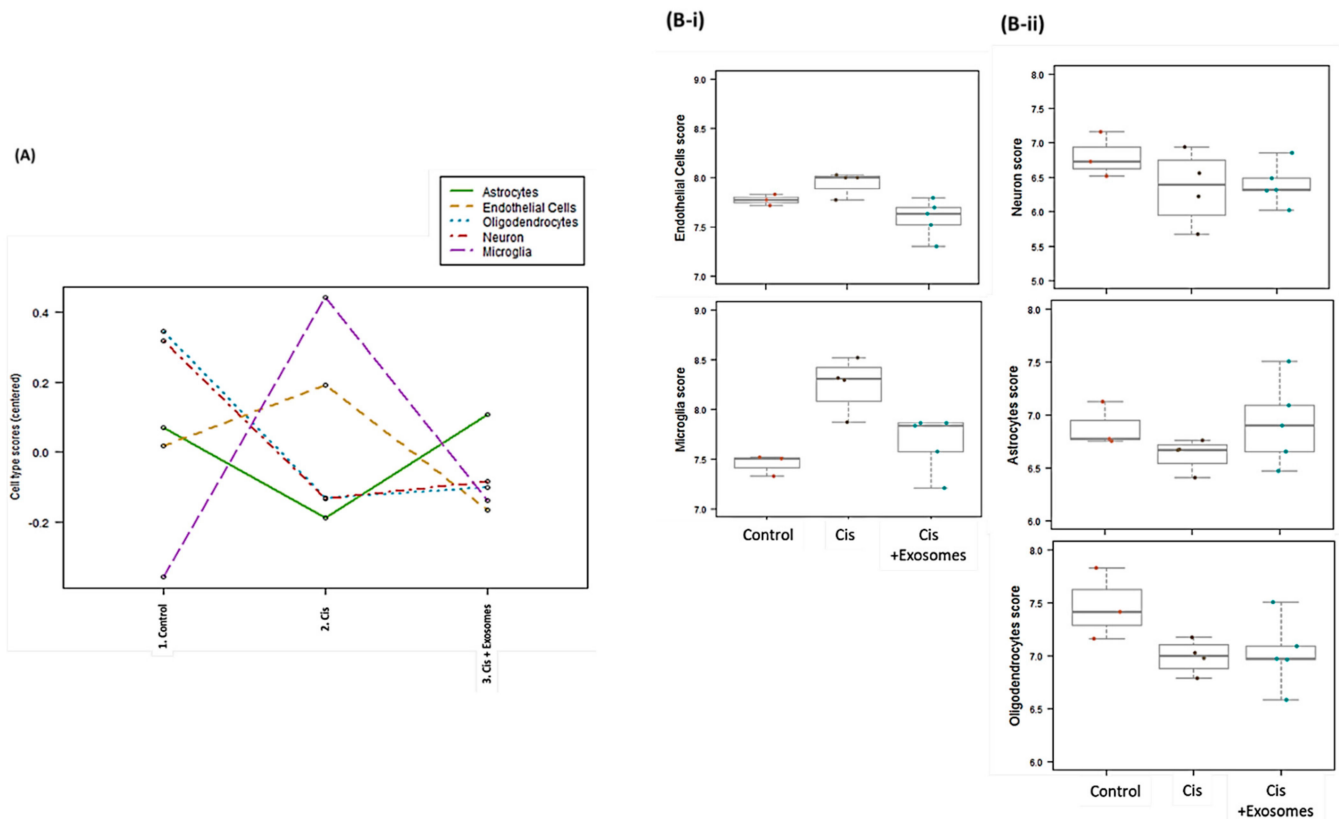 (A)
Astrocytes
Endothelial Cells
Oligodendrocytes
Neuron
Microglia
Cell type scores (centered)
0.4
0.2
0.0
-0.2
1. Control
2. Cis
3. Cis + Exosomes
(B-i)
Endothelial Cells score
9.0
8.5
8.0
7.5
7.0
Microglia score
9.0
8.5
8.0
7.5
7.0
Control
Cis
Cis
+Exosomes
(B-ii)
Neuron score
8.0
7.5
7.0
6.5
6.0
5.5
5.0
Astrocytes score
8.0
7.5
7.0
6.5
6.0
Oligodendrocytes score
8.0
7.5
7.0
6.5
6.0
Control
Cis
Cis
+Exosomes